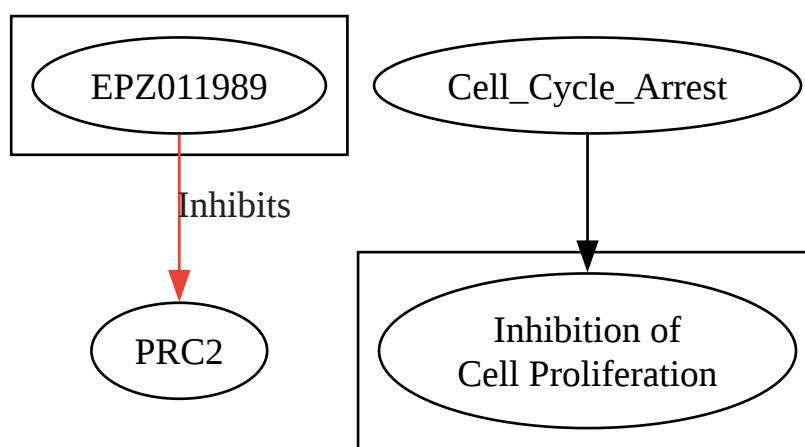 EPZ011989
Cell_Cycle_Arrest
Inhibits
PRC2
Inhibition of
Cell Proliferation